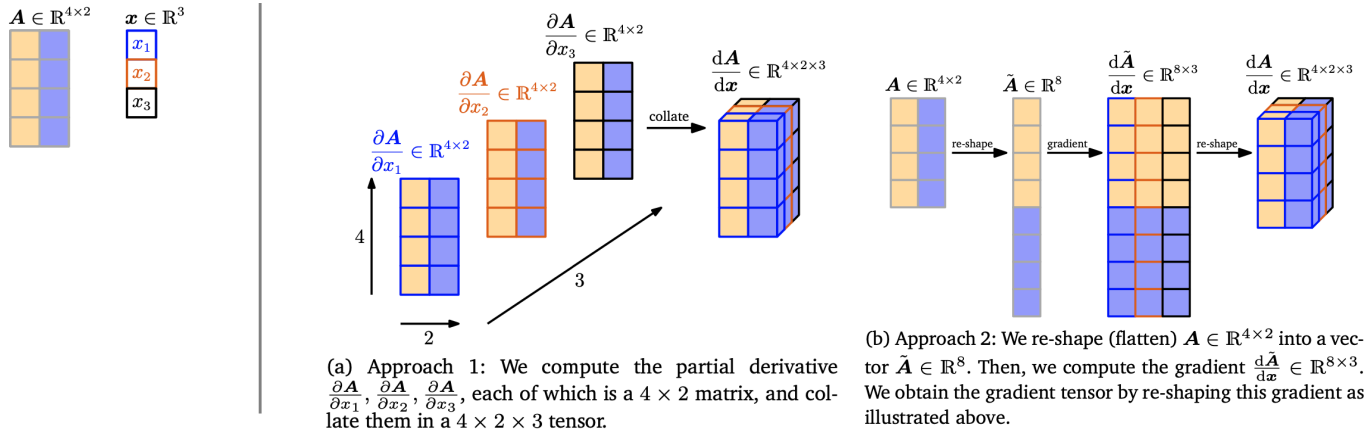 A ∈ ℝ^{4×2}
x ∈ ℝ^3
x_1
x_2
x_3
∂A/∂x_1 ∈ ℝ^{4×2}
∂A/∂x_2 ∈ ℝ^{4×2}
∂A/∂x_3 ∈ ℝ^{4×2}
collate
dA/dx ∈ ℝ^{4×2×3}
4
2
3
(a) Approach 1: We compute the partial derivative
∂A/∂x_1, ∂A/∂x_2, ∂A/∂x_3, each of which is a 4 × 2 matrix, and col-
late them in a 4 × 2 × 3 tensor.
A ∈ ℝ^{4×2}
re-shape
Ã ∈ ℝ^8
gradient
dÃ/dx ∈ ℝ^{8×3}
re-shape
dA/dx ∈ ℝ^{4×2×3}
(b) Approach 2: We re-shape (flatten) A ∈ ℝ^{4×2} into a vec-
tor Ã ∈ ℝ^8. Then, we compute the gradient dÃ/dx ∈ ℝ^{8×3}.
We obtain the gradient tensor by re-shaping this gradient as
illustrated above.